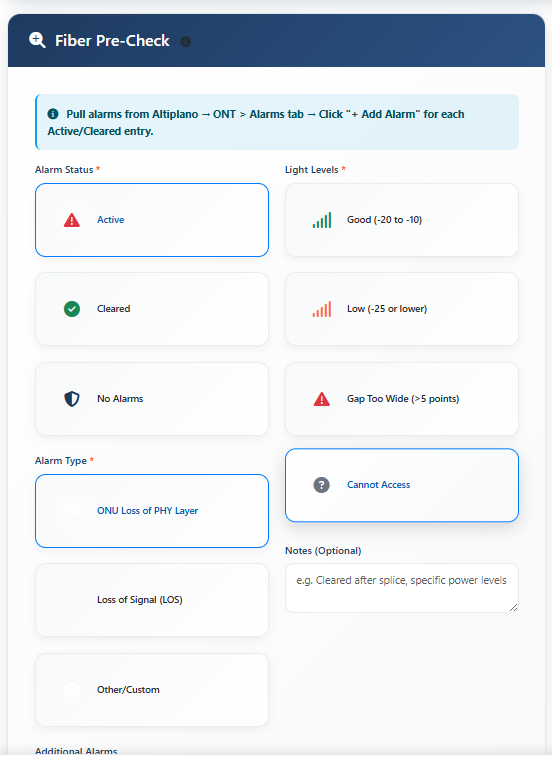 Fiber Pre-Check
Pull alarms from Altiplano → ONT > Alarms tab → Click "+ Add Alarm" for each
Active/Cleared entry.
Alarm Status *
Active
Cleared
No Alarms
Alarm Type *
ONU Loss of PHY Layer
Loss of Signal (LOS)
Other/Custom
Additional Alarms
Light Levels *
Good (-20 to -10)
Low (-25 or lower)
Gap Too Wide (>5 points)
Cannot Access
Notes (Optional)
e.g. Cleared after splice, specific power levels